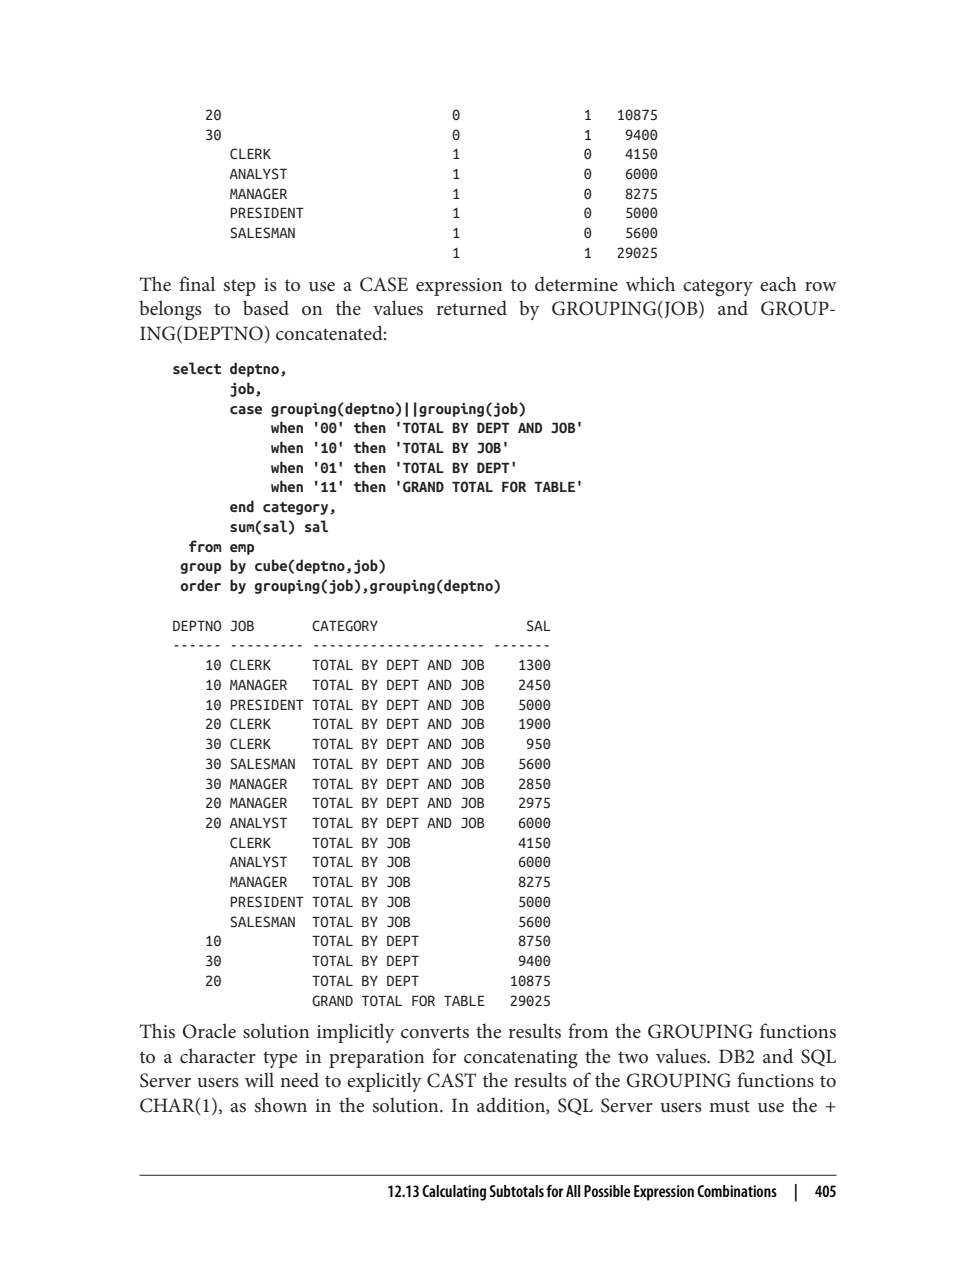 20                            0               1   10875
30                            0               1    9400
   CLERK                      1               0    4150
   ANALYST                    1               0    6000
   MANAGER                    1               0    8275
   PRESIDENT                  1               0    5000
   SALESMAN                   1               0    5600
                              1               1   29025
The final step is to use a CASE expression to determine which category each row
belongs to based on the values returned by GROUPING(JOB) and GROUP-
ING(DEPTNO) concatenated:
select deptno,
       job,
       case grouping(deptno)||grouping(job)
            when '00' then 'TOTAL BY DEPT AND JOB'
            when '10' then 'TOTAL BY JOB'
            when '01' then 'TOTAL BY DEPT'
            when '11' then 'GRAND TOTAL FOR TABLE'
       end category,
       sum(sal) sal
  from emp
 group by cube(deptno,job)
 order by grouping(job),grouping(deptno)
DEPTNO JOB       CATEGORY                  SAL
------ --------- --------------------- -------
    10 CLERK     TOTAL BY DEPT AND JOB    1300
    10 MANAGER   TOTAL BY DEPT AND JOB    2450
    10 PRESIDENT TOTAL BY DEPT AND JOB    5000
    20 CLERK     TOTAL BY DEPT AND JOB    1900
    30 CLERK     TOTAL BY DEPT AND JOB     950
    30 SALESMAN  TOTAL BY DEPT AND JOB    5600
    30 MANAGER   TOTAL BY DEPT AND JOB    2850
    20 MANAGER   TOTAL BY DEPT AND JOB    2975
    20 ANALYST   TOTAL BY DEPT AND JOB    6000
       CLERK     TOTAL BY JOB             4150
       ANALYST   TOTAL BY JOB             6000
       MANAGER   TOTAL BY JOB             8275
       PRESIDENT TOTAL BY JOB             5000
       SALESMAN  TOTAL BY JOB             5600
    10           TOTAL BY DEPT            8750
    30           TOTAL BY DEPT            9400
    20           TOTAL BY DEPT           10875
                 GRAND TOTAL FOR TABLE   29025
This Oracle solution implicitly converts the results from the GROUPING functions
to a character type in preparation for concatenating the two values. DB2 and SQL
Server users will need to explicitly CAST the results of the GROUPING functions to
CHAR(1), as shown in the solution. In addition, SQL Server users must use the +
12.13 Calculating Subtotals for All Possible Expression Combinations | 405